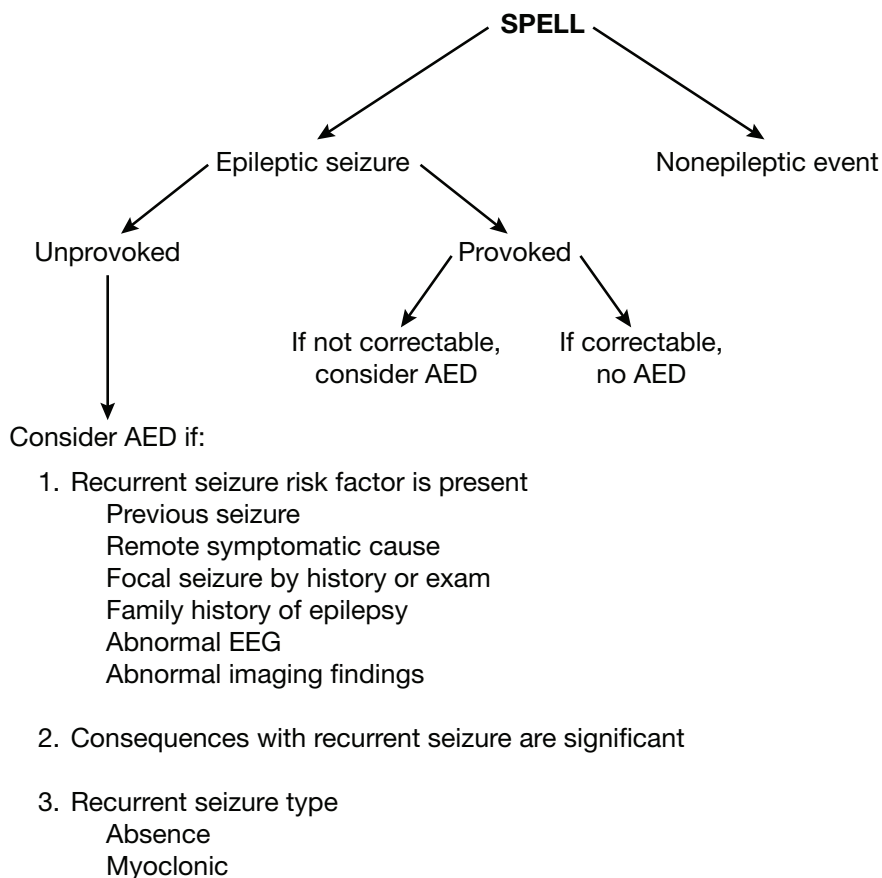 SPELL
Epileptic seizure
Nonepileptic event
Unprovoked
Provoked
If not correctable,
consider AED
If correctable,
no AED
Consider AED if:
1. Recurrent seizure risk factor is present
Previous seizure
Remote symptomatic cause
Focal seizure by history or exam
Family history of epilepsy
Abnormal EEG
Abnormal imaging findings
2. Consequences with recurrent seizure are significant
3. Recurrent seizure type
Absence
Myoclonic